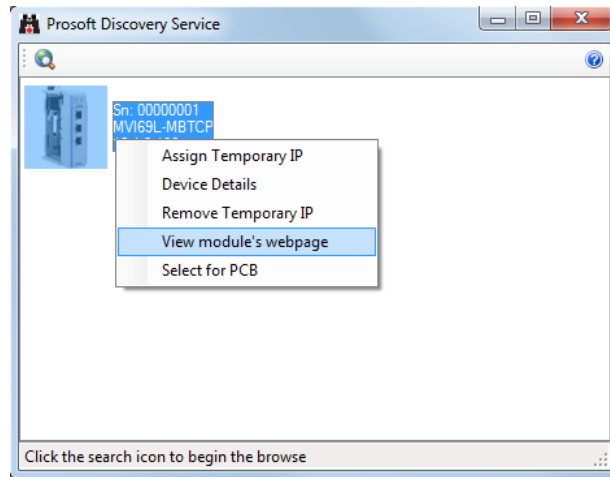 Prosoft Discovery Service
Sn: 00000001
MVI69L-MBTCP
Assign Temporary IP
Device Details
Remove Temporary IP
View module's webpage
Select for PCB
Click the search icon to begin the browse